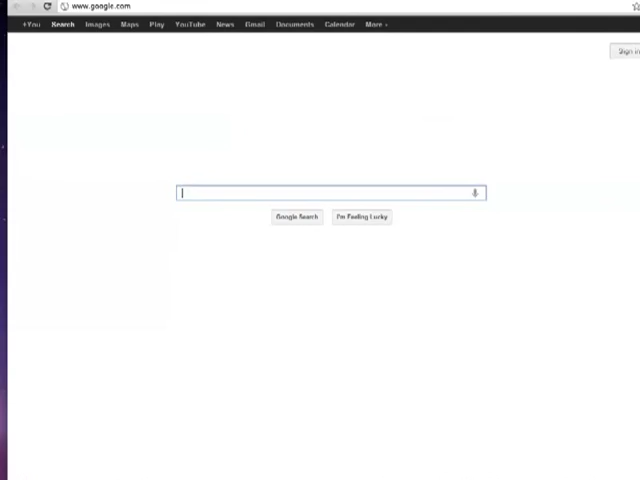 www.google.com
+You Search Images Maps Play YouTube News Gmail Documents Calendar More
Sign in
Google Search I'm Feeling Lucky